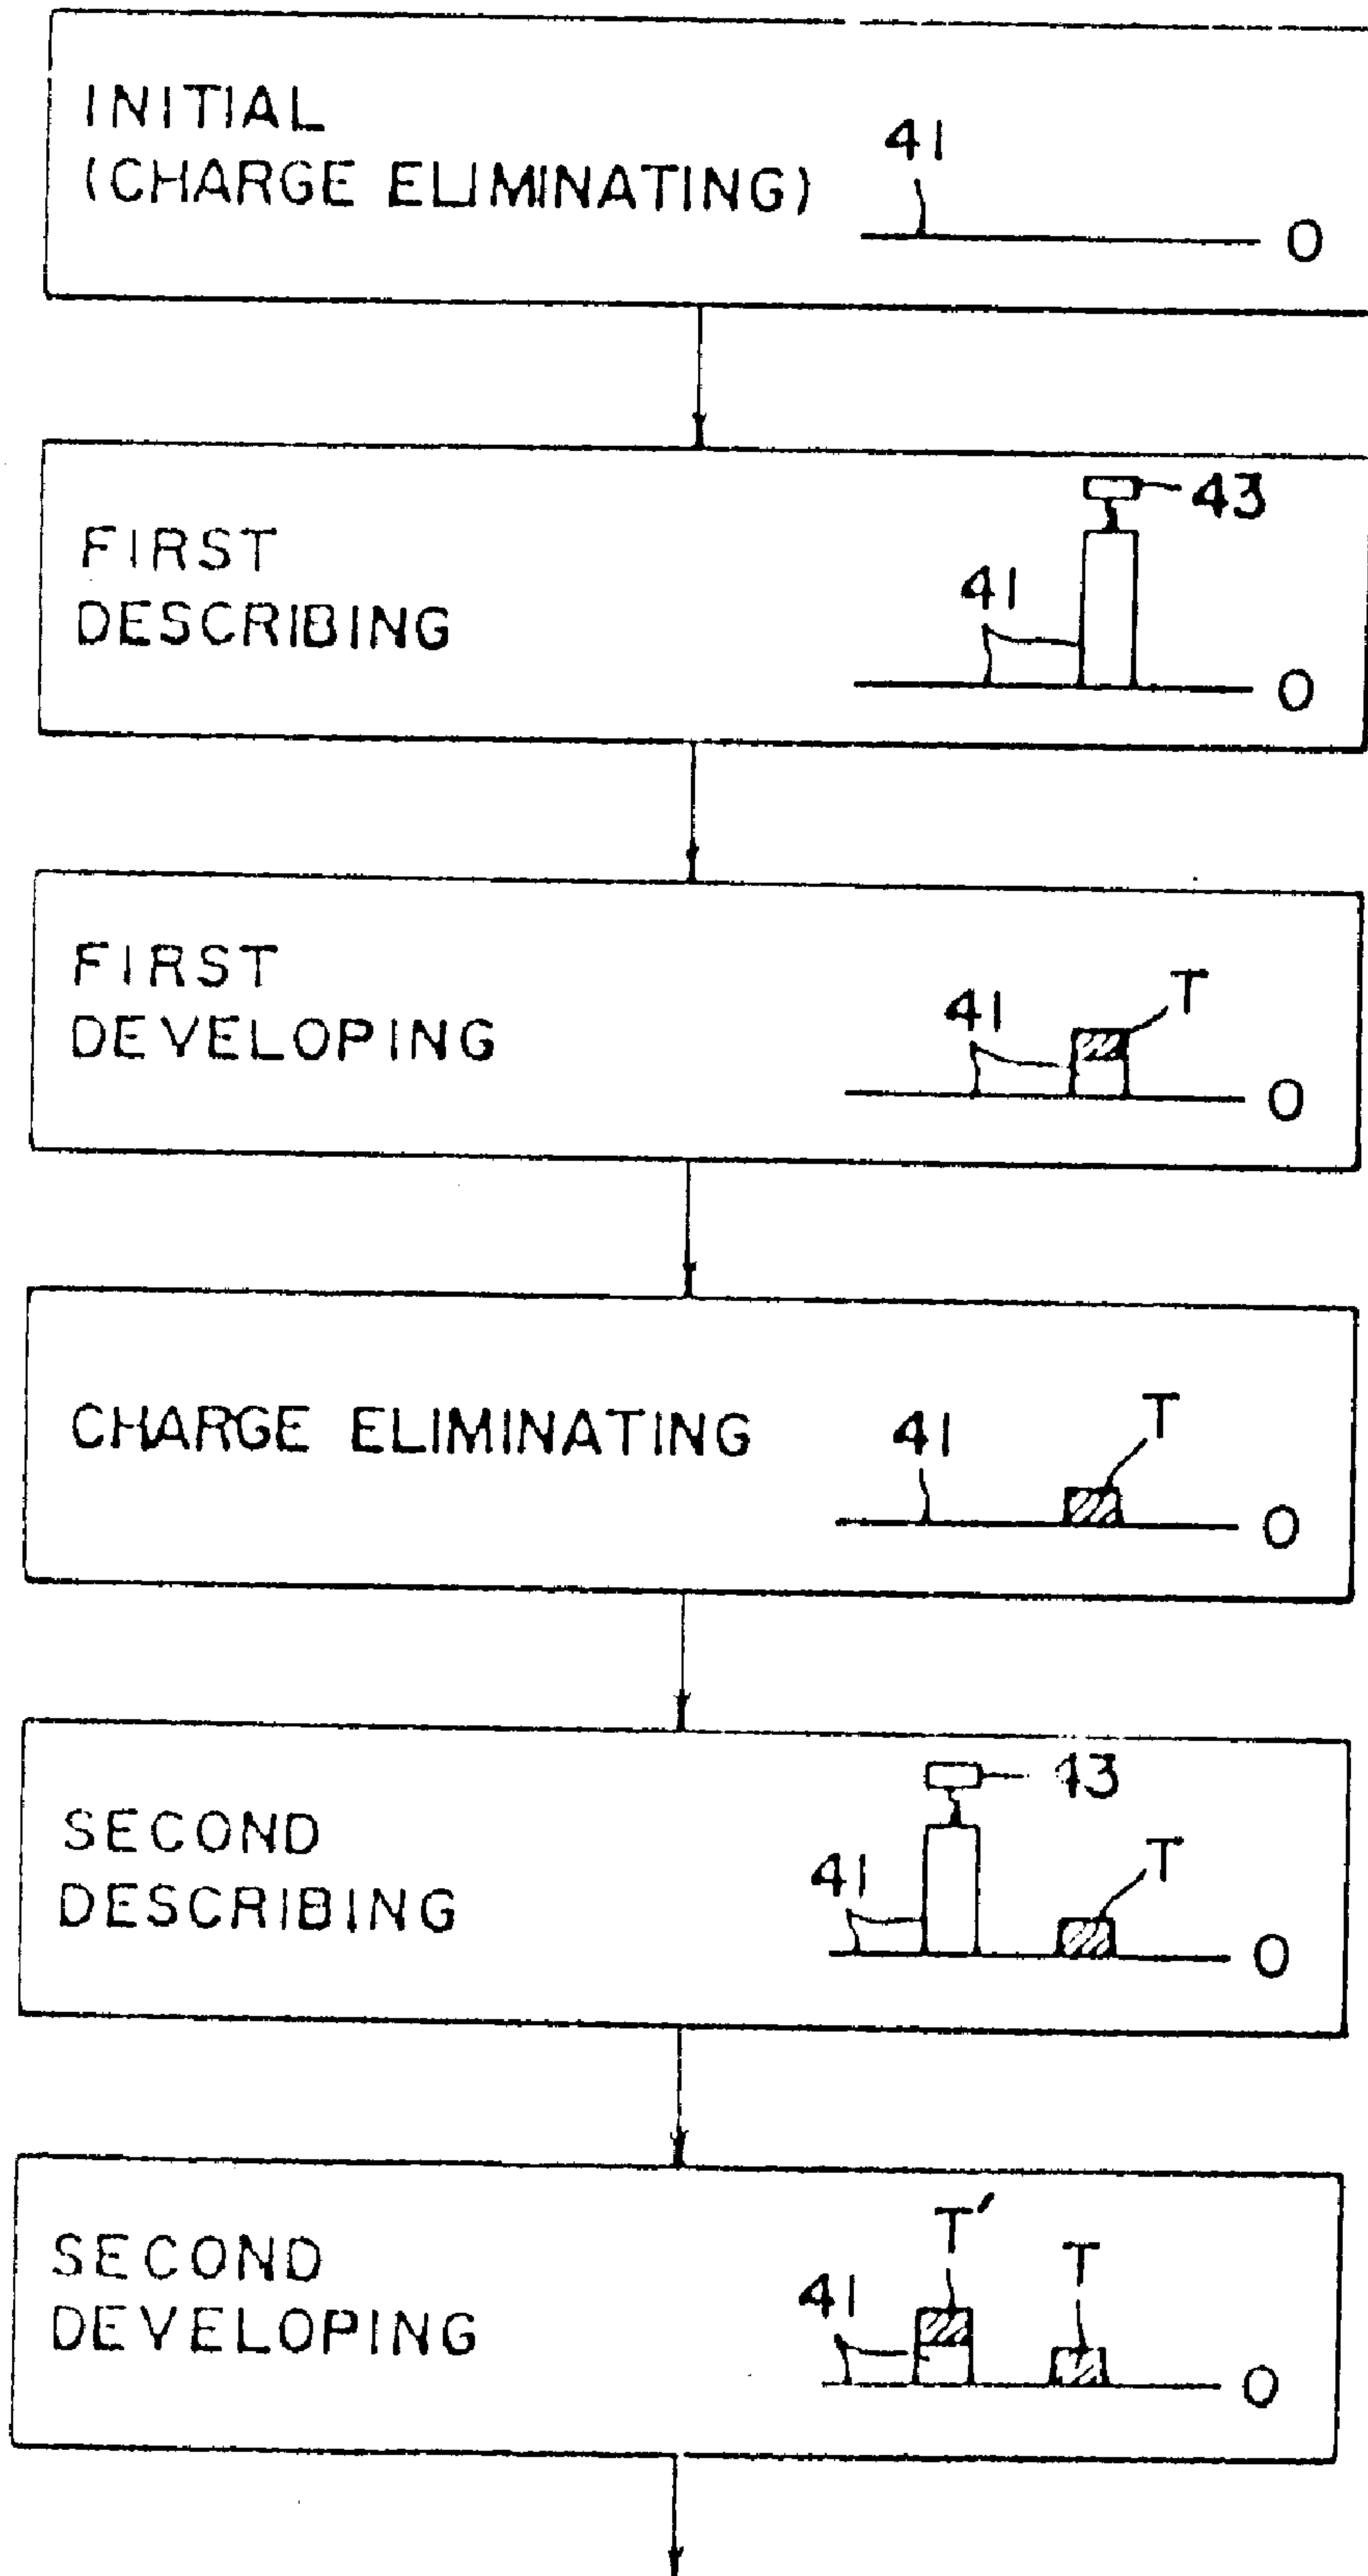 INITIAL
(CHARGE ELIMINATING)
41
0
FIRST
DESCRIBING
43
41
0
FIRST
DEVELOPING
T
41
0
CHARGE ELIMINATING
T
41
0
SECOND
DESCRIBING
43
T
41
0
SECOND
DEVELOPING
T'
T
41
0